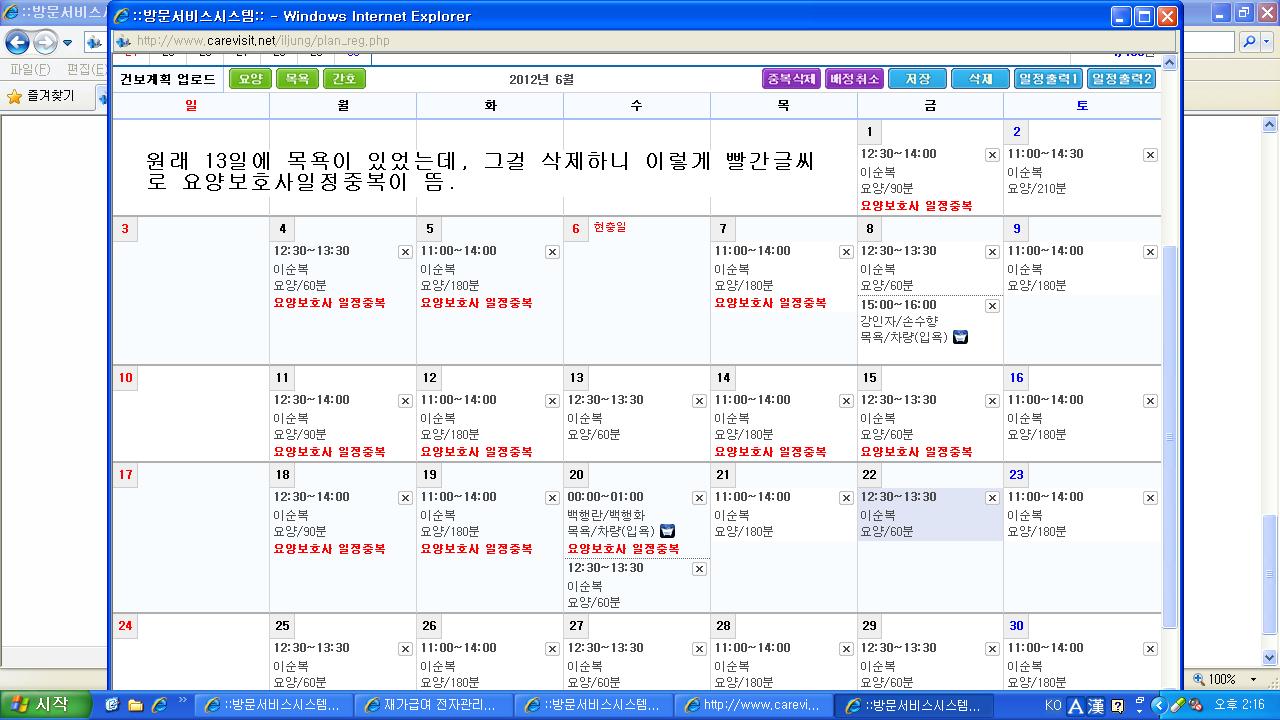 ::방문서비스시스
::방문서비스시스템:: - Windows Internet Explorer
http://www.carevisit.net/iljung/plan_reg.php
파일(F) 편집(E)
즐겨찾기
건보계획 업로드 요양 목욕 간호 2012년 6월 중복삭제 배정취소 저장 삭제 일정출력1 일정출력2
일 월 화 수 목 금 토
원래 13일에 목욕이 있었는데, 그걸 삭제하니 이렇게 빨간글씨
로 요양보호사일정중복이 뜸.
1 2
12:30~14:00 11:00~14:30
이순복 이순복
요양/90분 요양/210분
요양보호사 일정중복
3 4 5 6 현충일 7 8 9
12:30~13:30 11:00~14:00 11:00~14:00 12:30~13:30 11:00~14:00
이순복 이순복 이순복 이순복 이순복
요양/60분 요양/180분 요양/180분 요양/60분 요양/180분
요양보호사 일정중복 요양보호사 일정중복 요양보호사 일정중복
15:00~16:00
강인자/손수향
목욕/차량(입욕)
10 11 12 13 14 15 16
12:30~14:00 11:00~14:00 12:30~13:30 11:00~14:00 12:30~13:30 11:00~14:00
이순복 이순복 이순복 이순복 이순복 이순복
요양/90분 요양/180분 요양/60분 요양/180분 요양/60분 요양/180분
요양보호사 일정중복 요양보호사 일정중복 요양보호사 일정중복 요양보호사 일정중복
17 18 19 20 21 22 23
12:30~14:00 11:00~14:00 00:00~01:00 11:00~14:00 12:30~13:30 11:00~14:00
이순복 이순복 백행란/백행화 이순복 이순복 이순복
요양/90분 요양/180분 목욕/차량(입욕) 요양/180분 요양/60분 요양/180분
요양보호사 일정중복 요양보호사 일정중복 요양보호사 일정중복
12:30~13:30
이순복
요양/60분
24 25 26 27 28 29 30
12:30~13:30 11:00~14:00 12:30~13:30 11:00~14:00 12:30~13:30 11:00~14:00
이순복 이순복 이순복 이순복 이순복 이순복
요양/60분 요양/180분 요양/60분 요양/180분 요양/60분 요양/180분
100%
시작 ::방문서비스시스템... 재가급여 전자관리... ::방문서비스시스템... http://www.carevi... ::방문서비스시스템... KO A 漢 오후 2:16